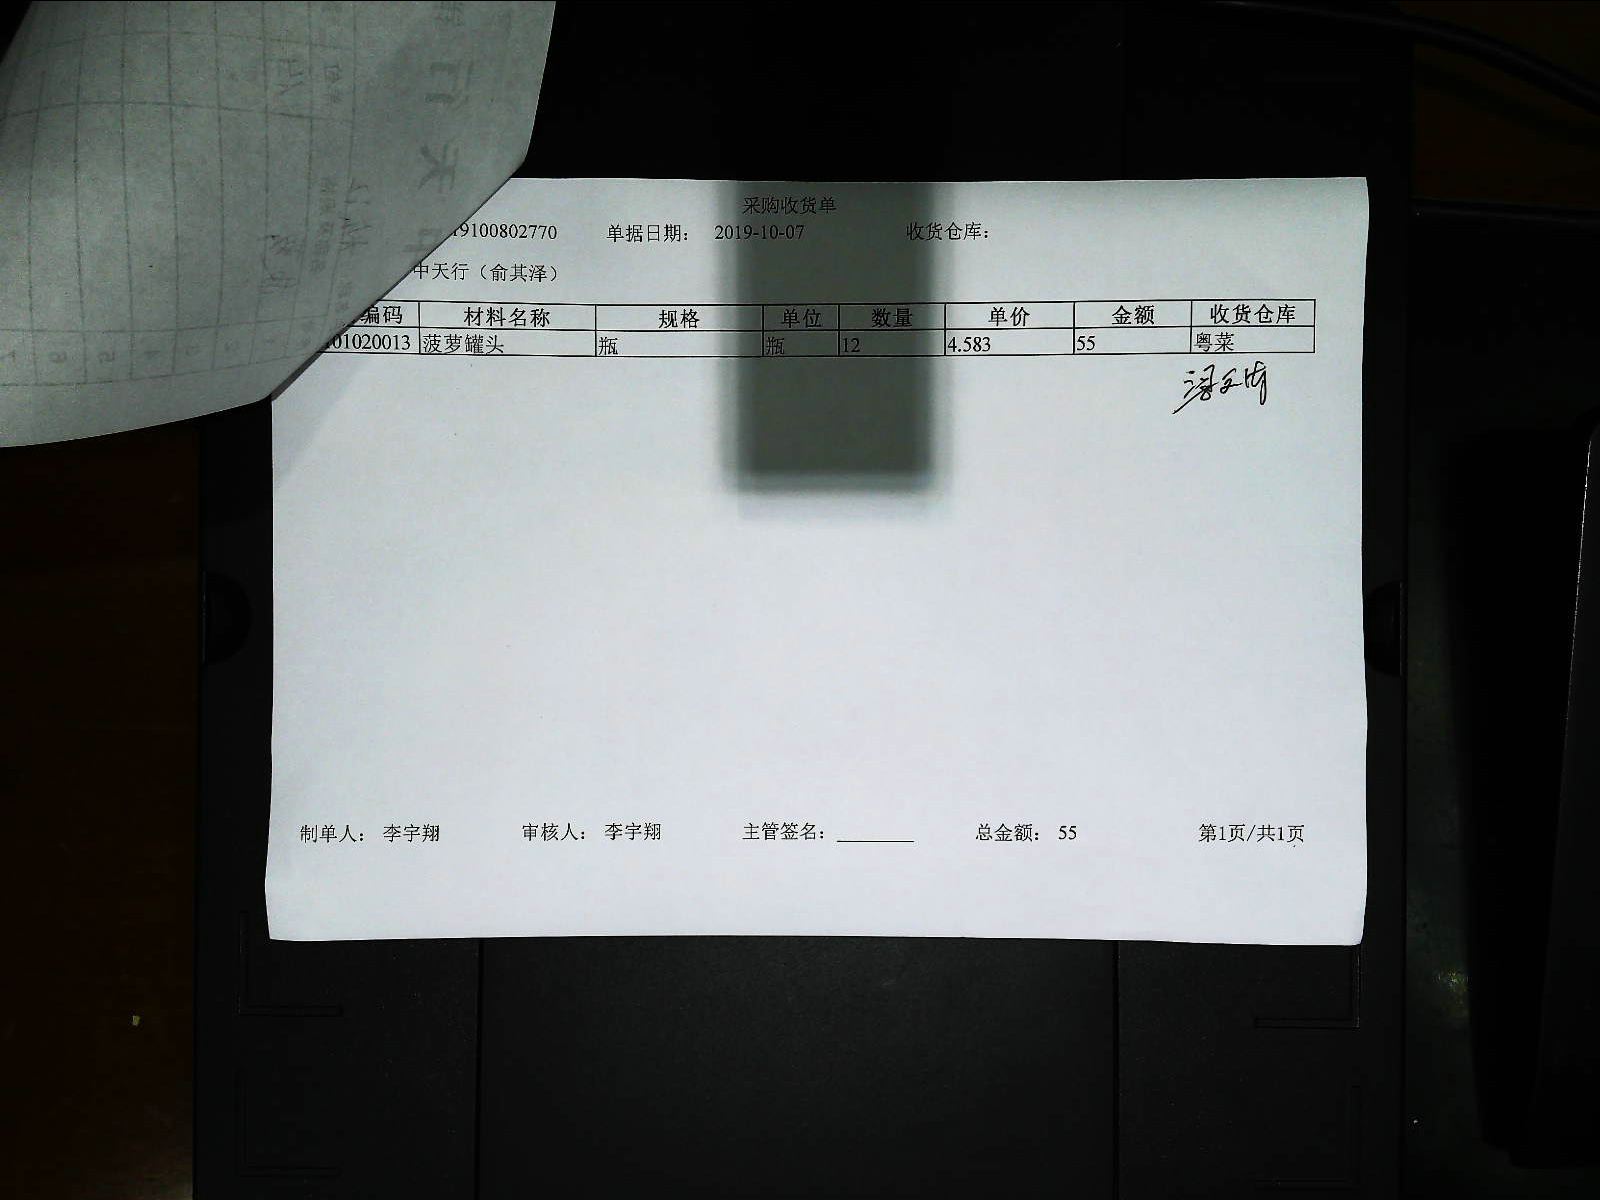 采购收货单
19100802770 单据日期： 2019-10-07 收货仓库：
中天行（俞其泽）
编码 材料名称 规格 单位 数量 单价 金额 收货仓库
01020013 菠萝罐头 瓶 瓶 12 4.583 55 粤菜
制单人： 李宇翔 审核人： 李宇翔 主管签名： 总金额： 55 第1页/共1页